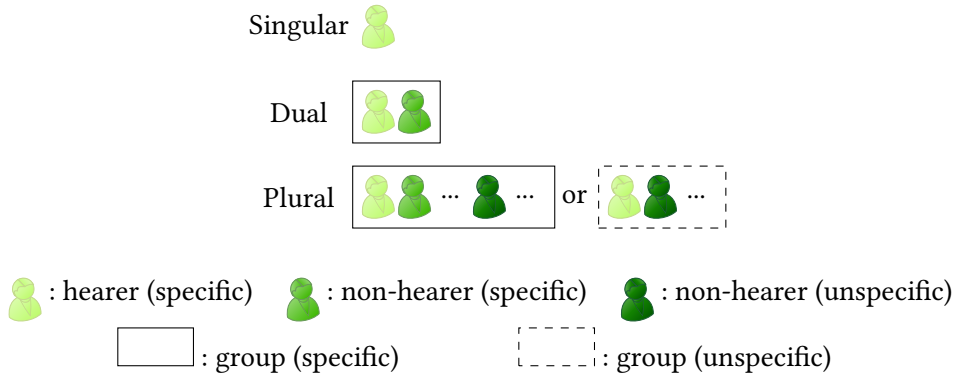 Singular
Dual
Plural ... ... or ...
: hearer (specific) : non-hearer (specific) : non-hearer (unspecific)
: group (specific) : group (unspecific)